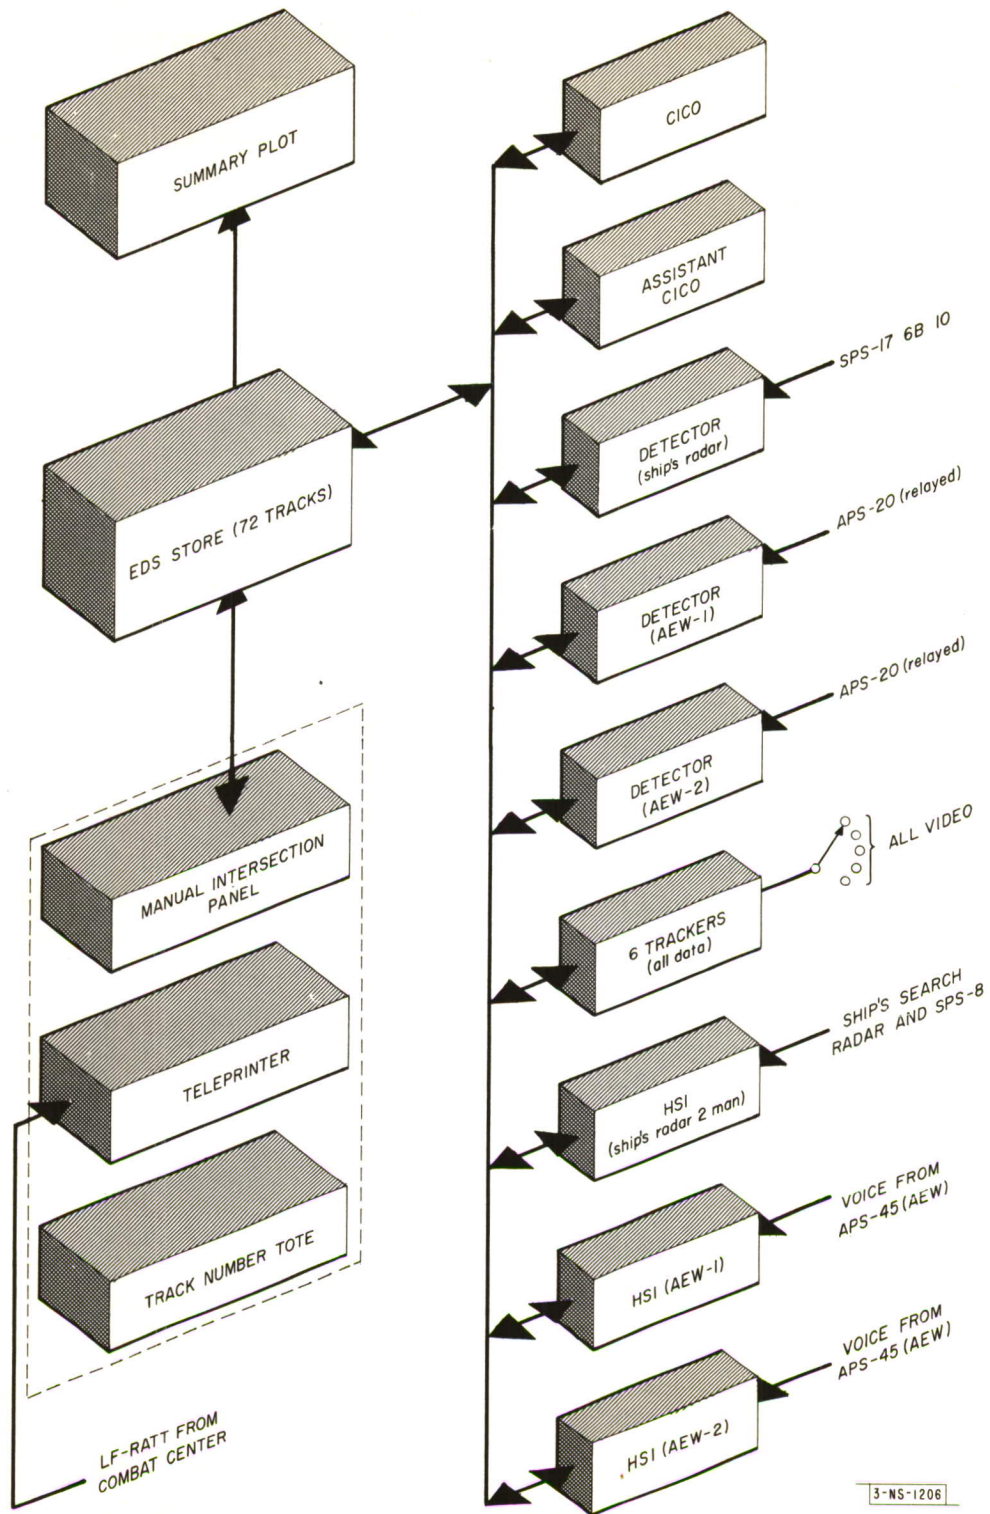 SUMMARY PLOT
EDS STORE (72 TRACKS)
MANUAL INTERSECTION
PANEL
TELEPRINTER
TRACK NUMBER TOTE
LF-RATT FROM
COMBAT CENTER
CICO
ASSISTANT
CICO
DETECTOR
(ship's radar)
SPS-17 6B 10
DETECTOR
(AEW-1)
APS-20 (relayed)
DETECTOR
(AEW-2)
APS-20 (relayed)
6 TRACKERS
(all data)
ALL VIDEO
HSI
(ship's radar 2 man)
SHIP'S SEARCH
RADAR AND SPS-8
HSI (AEW-1)
VOICE FROM
APS-45 (AEW)
HSI (AEW-2)
VOICE FROM
APS-45 (AEW)
3-NS-1206